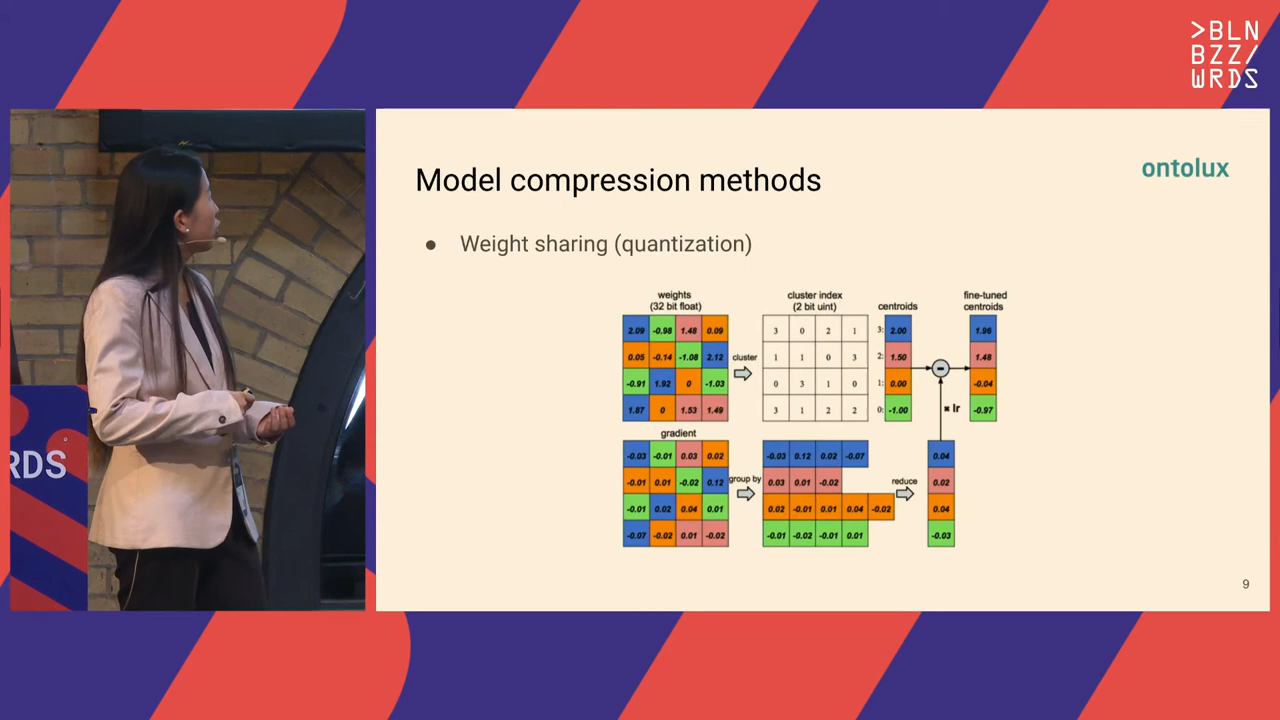 >BLN
BZZ/
WRDS
ontolux
Model compression methods
● Weight sharing (quantization)
weights
(32 bit float)
cluster index
(2 bit uint)
centroids
fine-tuned
centroids
2.09 -0.98 1.48 0.09
0.05 -0.14 -1.08 2.12
-0.91 1.92 0 -1.03
1.87 0 1.53 1.49
cluster
3 0 2 1
1 1 0 3
0 3 1 0
3 1 2 2
3: 2.00
2: 1.50
1: 0.00
0: -1.00
× lr
1.96
1.48
-0.04
-0.97
gradient
-0.03 -0.01 0.03 0.02
-0.01 0.01 -0.02 0.12
-0.01 0.02 0.04 0.01
-0.07 -0.02 0.01 -0.02
group by
-0.03 0.12 0.02 -0.07
0.03 0.01 -0.02
0.02 -0.01 0.01 0.04 -0.02
-0.01 -0.02 -0.01 0.01
reduce
0.04
0.02
0.04
-0.03
9
RDS